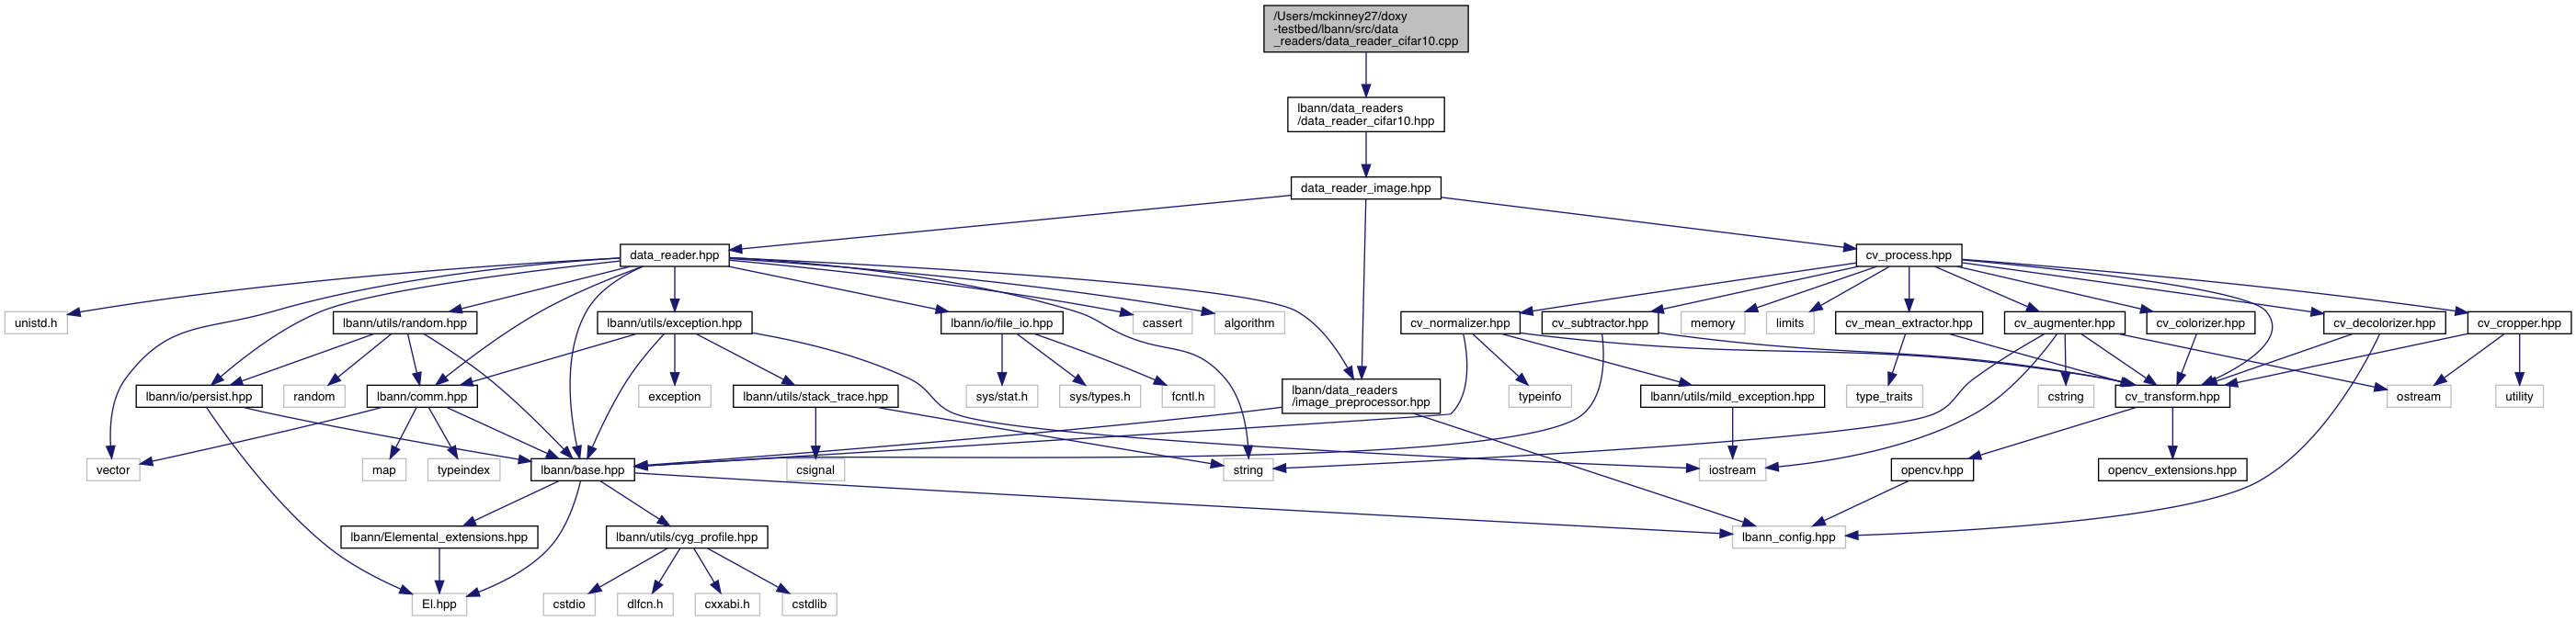 /Users/mckinney27/doxy
-testbed/lbann/src/data
_readers/data_reader_cifar10.cpp
lbann/data_readers
/data_reader_cifar10.hpp
data_reader_image.hpp
data_reader.hpp
cv_process.hpp
unistd.h
lbann/utils/random.hpp
lbann/utils/exception.hpp
lbann/io/file_io.hpp
cassert
algorithm
cv_normalizer.hpp
cv_subtractor.hpp
memory
limits
cv_mean_extractor.hpp
cv_augmenter.hpp
cv_colorizer.hpp
cv_decolorizer.hpp
cv_cropper.hpp
lbann/io/persist.hpp
random
lbann/comm.hpp
exception
lbann/utils/stack_trace.hpp
sys/stat.h
sys/types.h
fcntl.h
lbann/data_readers
/image_preprocessor.hpp
typeinfo
lbann/utils/mild_exception.hpp
type_traits
cstring
cv_transform.hpp
ostream
utility
vector
map
typeindex
lbann/base.hpp
csignal
string
iostream
opencv.hpp
opencv_extensions.hpp
lbann/Elemental_extensions.hpp
lbann/utils/cyg_profile.hpp
lbann_config.hpp
El.hpp
cstdio
dlfcn.h
cxxabi.h
cstdlib